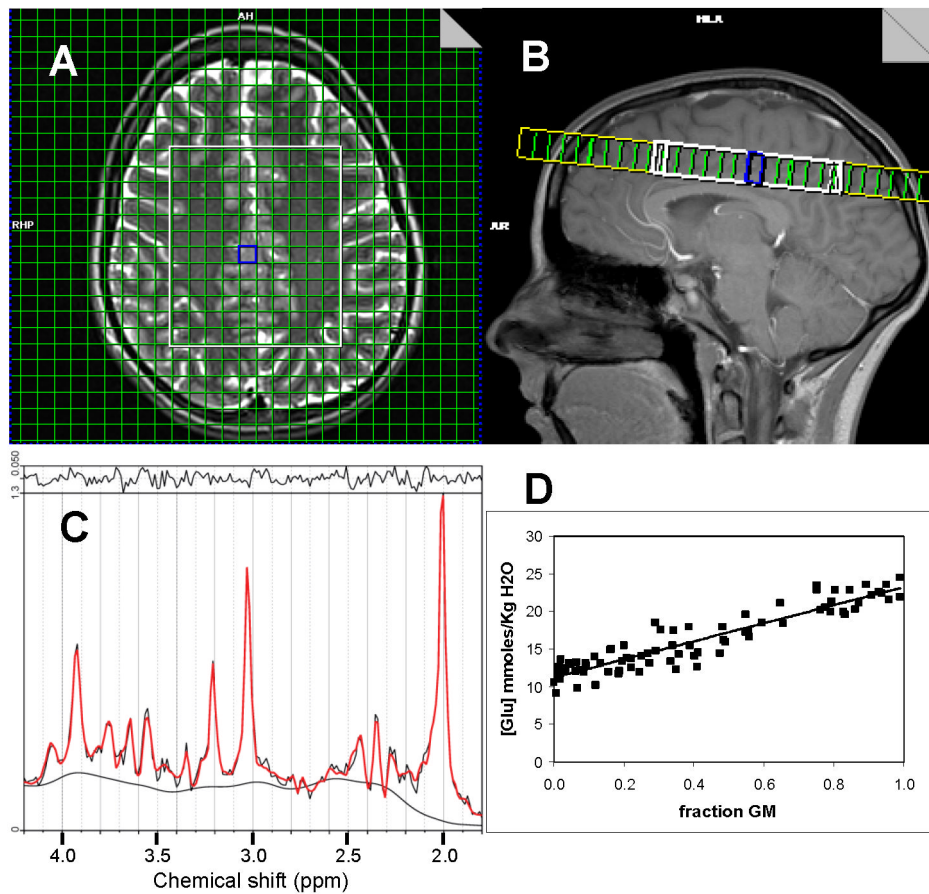 AH
A
RHP
B
JUR
0.050
1.3
C
0
4.0 3.5 3.0 2.5 2.0
Chemical shift (ppm)
D
30
25
20
15
10
5
0
[Glu] mmoles/Kg H2O
0.0 0.2 0.4 0.6 0.8 1.0
fraction GM